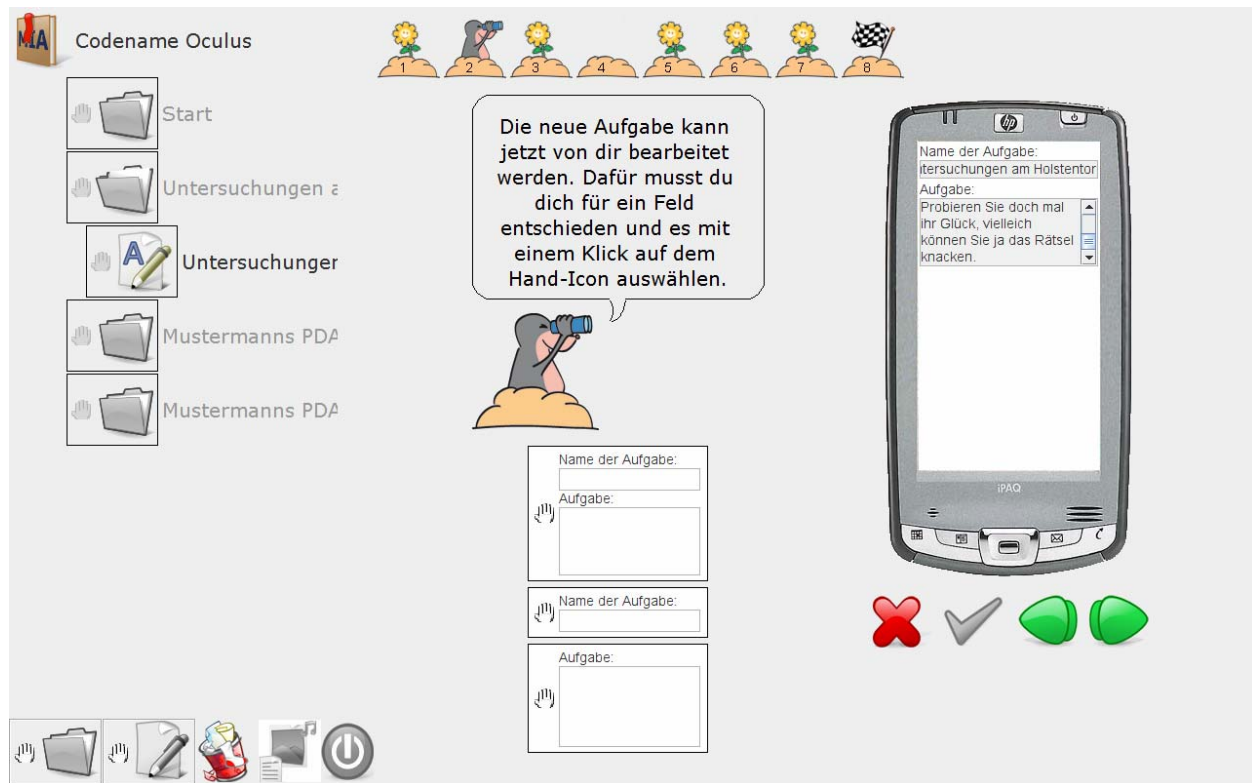 MIA
Codename Oculus
1
2
3
4
5
6
7
8
Start
Untersuchungen a
Untersuchunger
Mustermanns PDA
Mustermanns PDA
Die neue Aufgabe kann
jetzt von dir bearbeitet
werden. Dafür musst du
dich für ein Feld
entschieden und es mit
einem Klick auf dem
Hand-Icon auswählen.
Name der Aufgabe:
Aufgabe:
Name der Aufgabe:
Aufgabe:
hp
Name der Aufgabe:
ntersuchungen am Holstentor
Aufgabe:
Probieren Sie doch mal
ihr Glück, vielleich
können Sie ja das Rätsel
knacken.
iPAQ
A